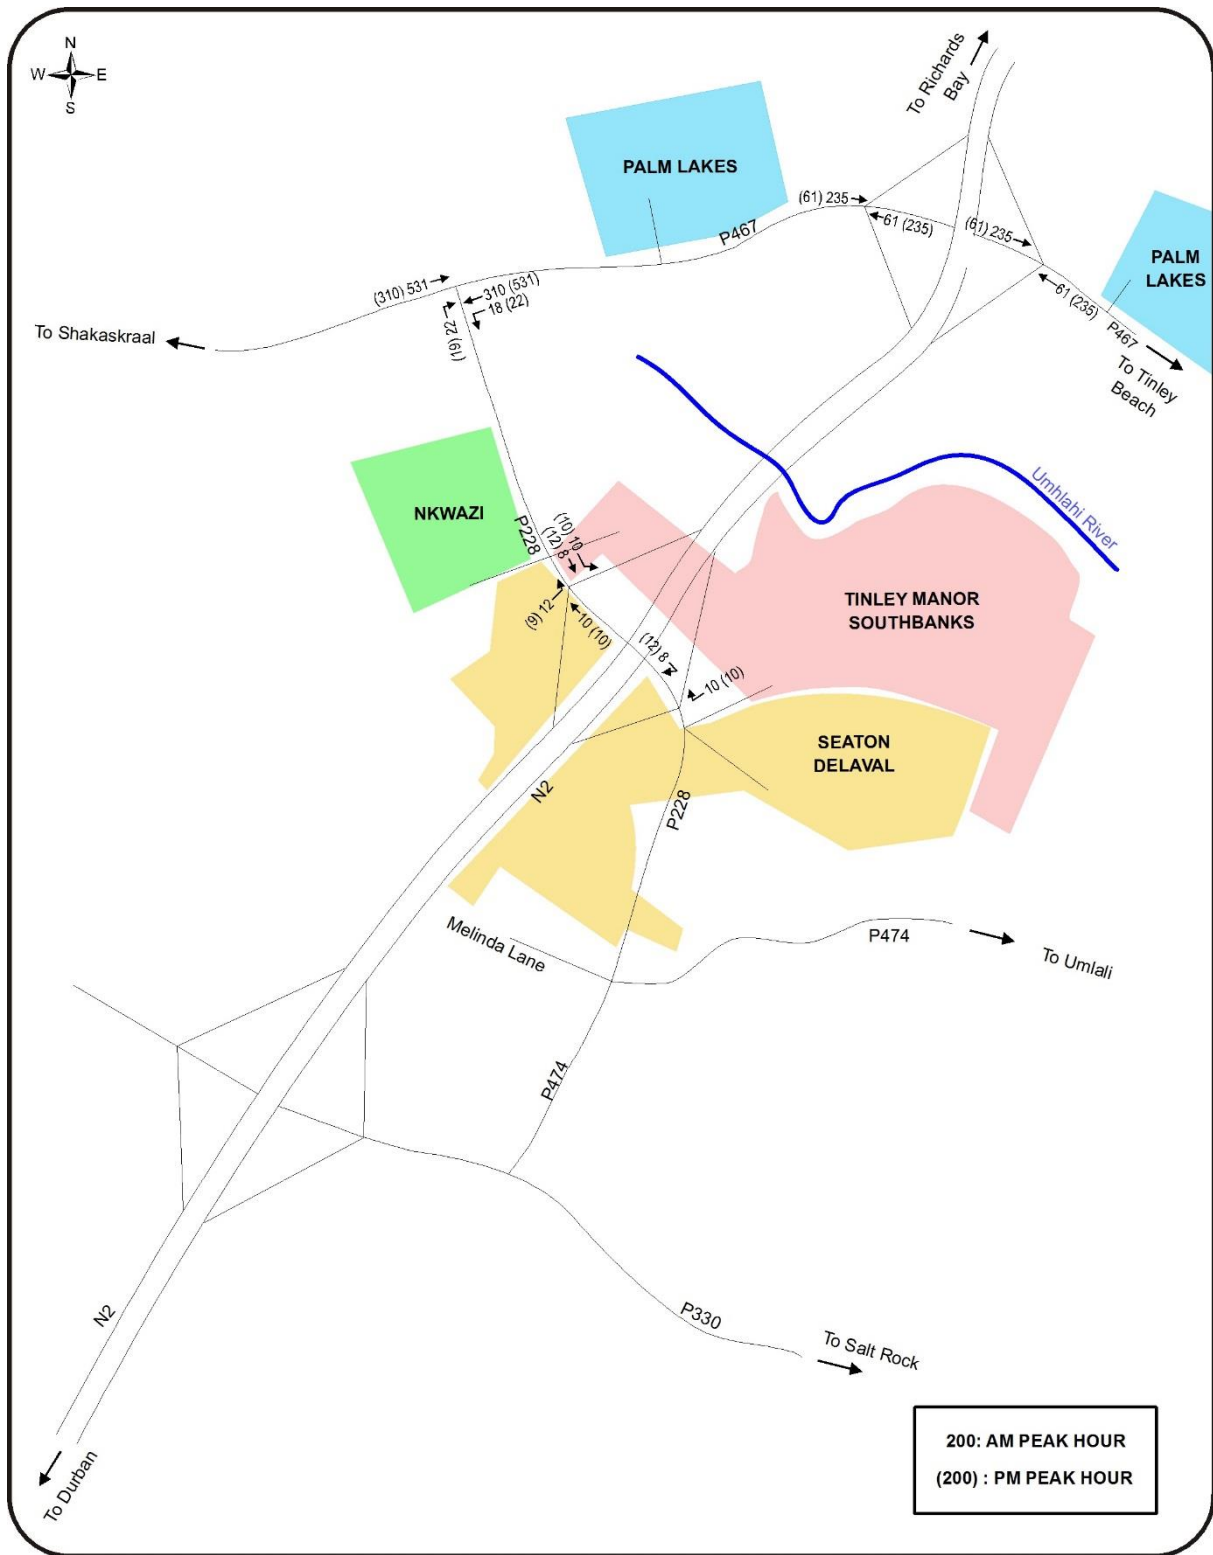 N
W E
S
To Richards
Bay
PALM LAKES
(61) 235
61 (235)
(61) 235
P467
PALM
LAKES
(310) 531
310 (531)
18 (22)
(19) 22
61 (235)
P467
To Shakaskraal
To Tinley
Beach
Umhlahi River
NKWAZI
P228
(10) 10
(12) 8
TINLEY MANOR
SOUTHBANKS
(9) 12
10 (10)
(12) 8
10 (10)
SEATON
DELAVAL
N2
P228
Melinda Lane
P474
To Umlali
P474
N2
P330
To Salt Rock
To Durban
200: AM PEAK HOUR
(200) : PM PEAK HOUR